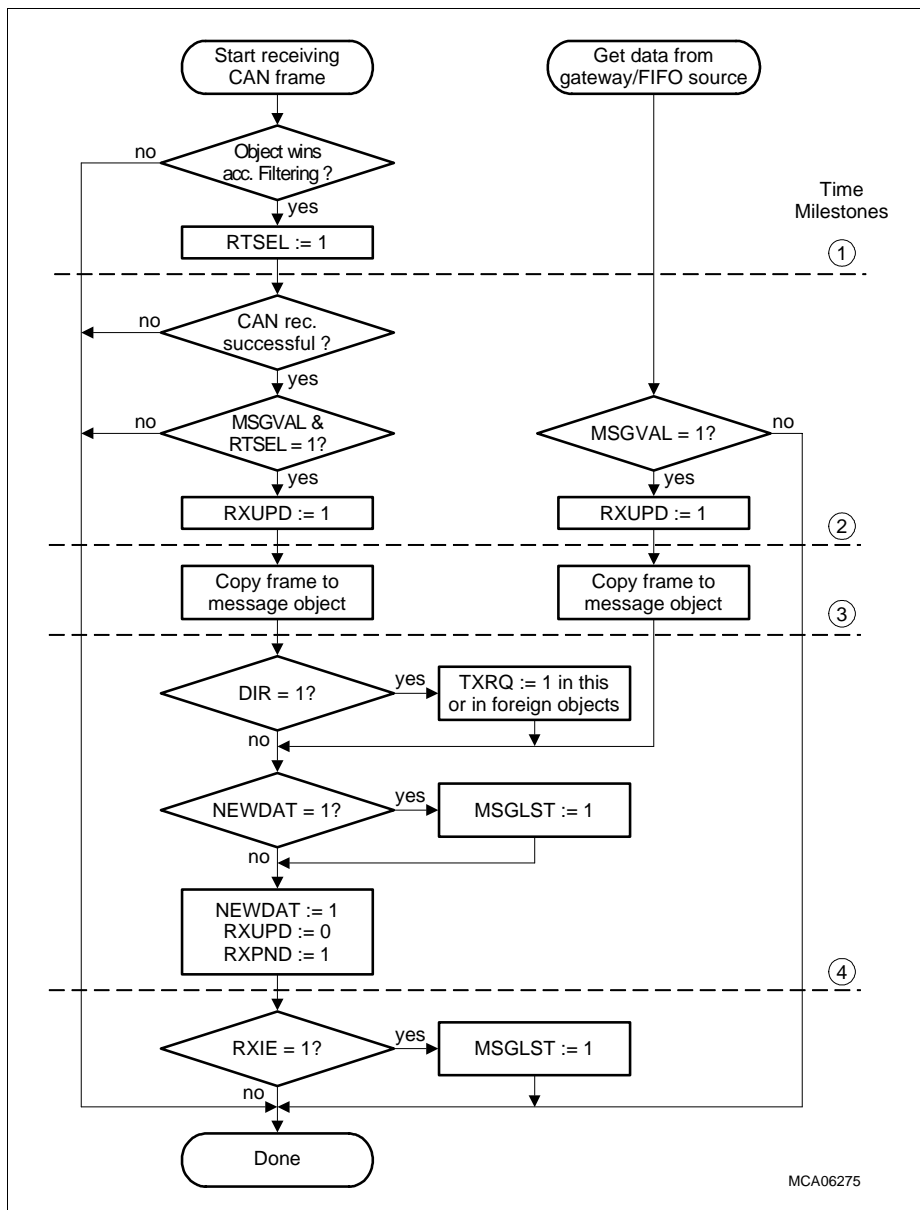 Start receiving
CAN frame
Get data from
gateway/FIFO source
no
Object wins
acc. Filtering ?
yes
Time
Milestones
RTSEL := 1
1
no
CAN rec.
successful ?
yes
no
MSGVAL &
RTSEL = 1?
yes
MSGVAL = 1?
no
yes
RXUPD := 1
RXUPD := 1
2
Copy frame to
message object
Copy frame to
message object
3
DIR = 1?
yes
TXRQ := 1 in this
or in foreign objects
no
NEWDAT = 1?
yes
MSGLST := 1
no
NEWDAT := 1
RXUPD := 0
RXPND := 1
4
RXIE = 1?
yes
MSGLST := 1
no
Done
MCA06275